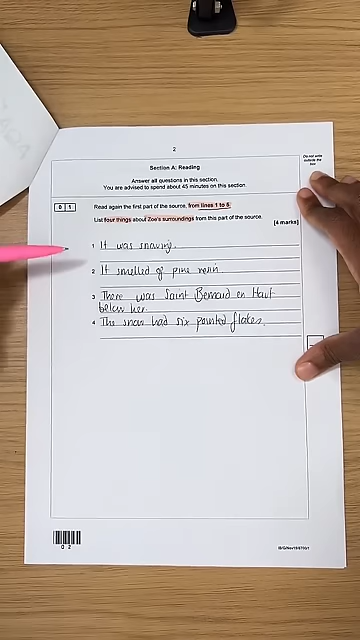 AQA
2
Do not write
outside the
box
Section A: Reading
Answer all questions in this section.
You are advised to spend about 45 minutes on this section.
0 1
Read again the first part of the source, from lines 1 to 6.
List four things about Zoe's surroundings from this part of the source.
[4 marks]
1 It was snowing.
2 It smelled of pine resin
3 There was Saint Bernard en Haut
below her.
4 The snow had six pointed flakes.
0 2
IB/G/Nov19/8700/1